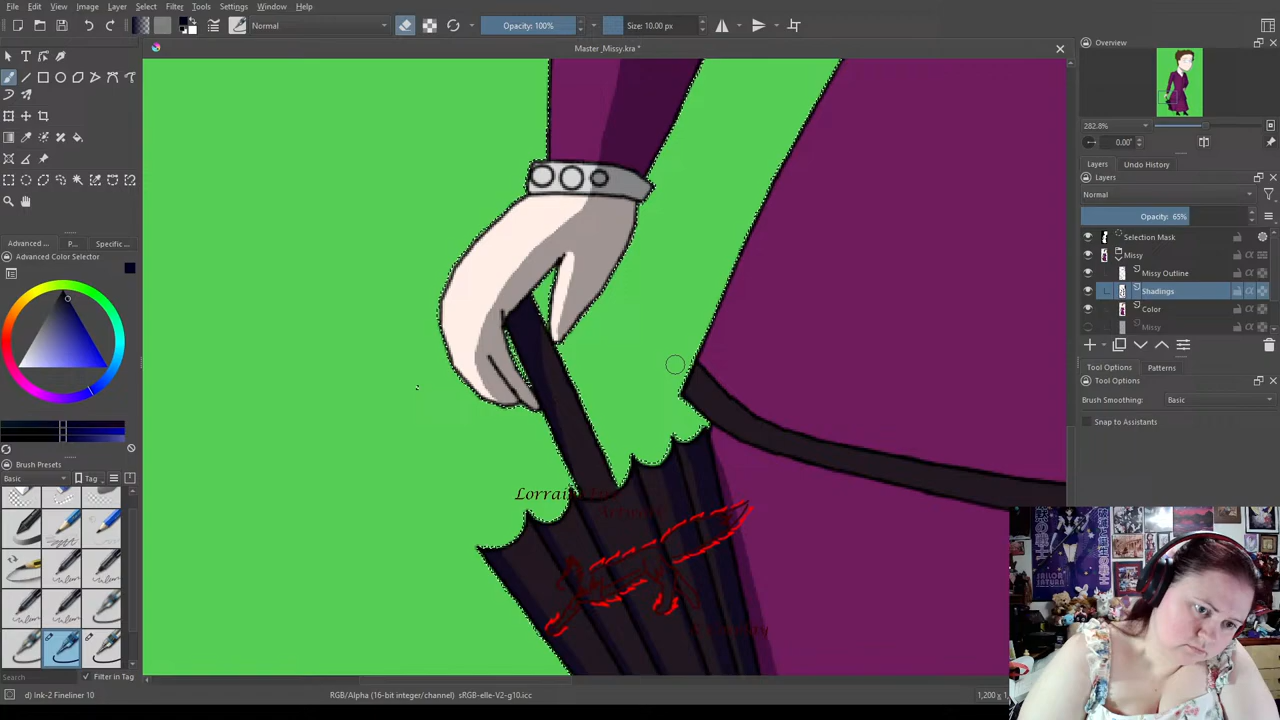 File Edit View Image Layer Select Filter Tools Settings Window Help
Normal Opacity: 100% Size: 10.00 px
Master_Missy.kra *
Overview
282.8%
0.00°
Layers Undo History
Layers
Normal
Opacity: 65%
Selection Mask
Missy
Missy Outline
Shadings
Color
Missy
Tool Options Patterns
Tool Options
Brush Smoothing: Basic
Snap to Assistants
Advanced ... P... Specific ...
Advanced Color Selector
Brush Presets
Basic Tag
Search Filter in Tag
d) Ink-2 Fineliner 10
RGB/Alpha (16-bit integer/channel) sRGB-elle-V2-g10.icc
SAILOR
SATURN